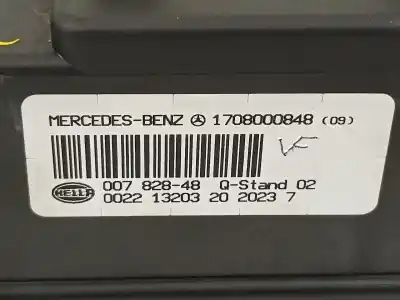 MERCEDES-BENZ 1708000848 (09)
VF
HELLA 007 828-48 Q-Stand 02
0022 13203 20 2023 7